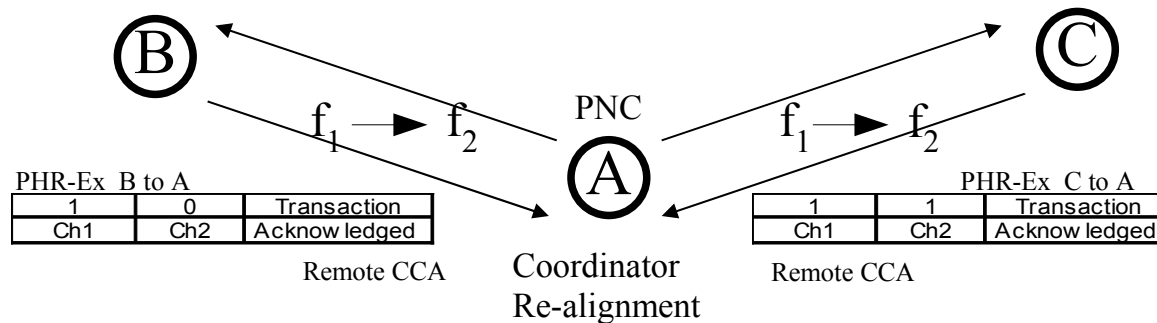 B
C
PNC
f1 f2
f1 f2
A
PHR-Ex B to A
1 0 Transaction
Ch1 Ch2 Acknow ledged
PHR-Ex C to A
1 1 Transaction
Ch1 Ch2 Acknow ledged
Remote CCA
Coordinator
Re-alignment
Remote CCA